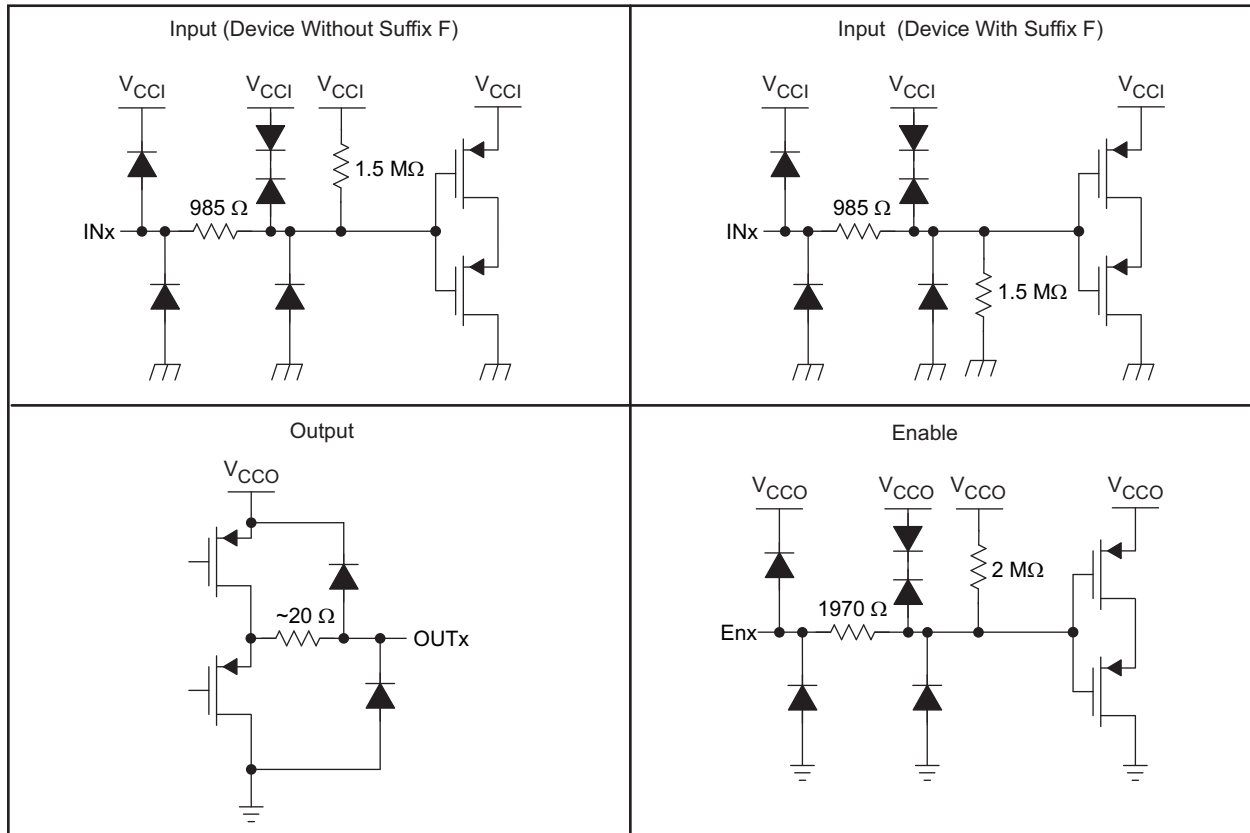 Input (Device Without Suffix F)
VCCI VCCI VCCI VCCI
1.5 MΩ
985 Ω
INx
Input (Device With Suffix F)
VCCI VCCI VCCI
985 Ω
INx
1.5 MΩ
Output
VCCO
~20 Ω
OUTx
Enable
VCCO VCCO VCCO VCCO
2 MΩ
1970 Ω
Enx